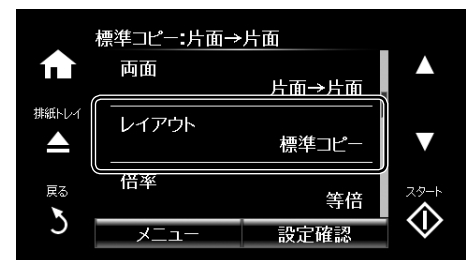 標準コピー:片面→片面
両面
片面→片面
排紙トレイ
レイアウト
標準コピー
倍率
等倍
戻る
スタート
メニュー
設定確認